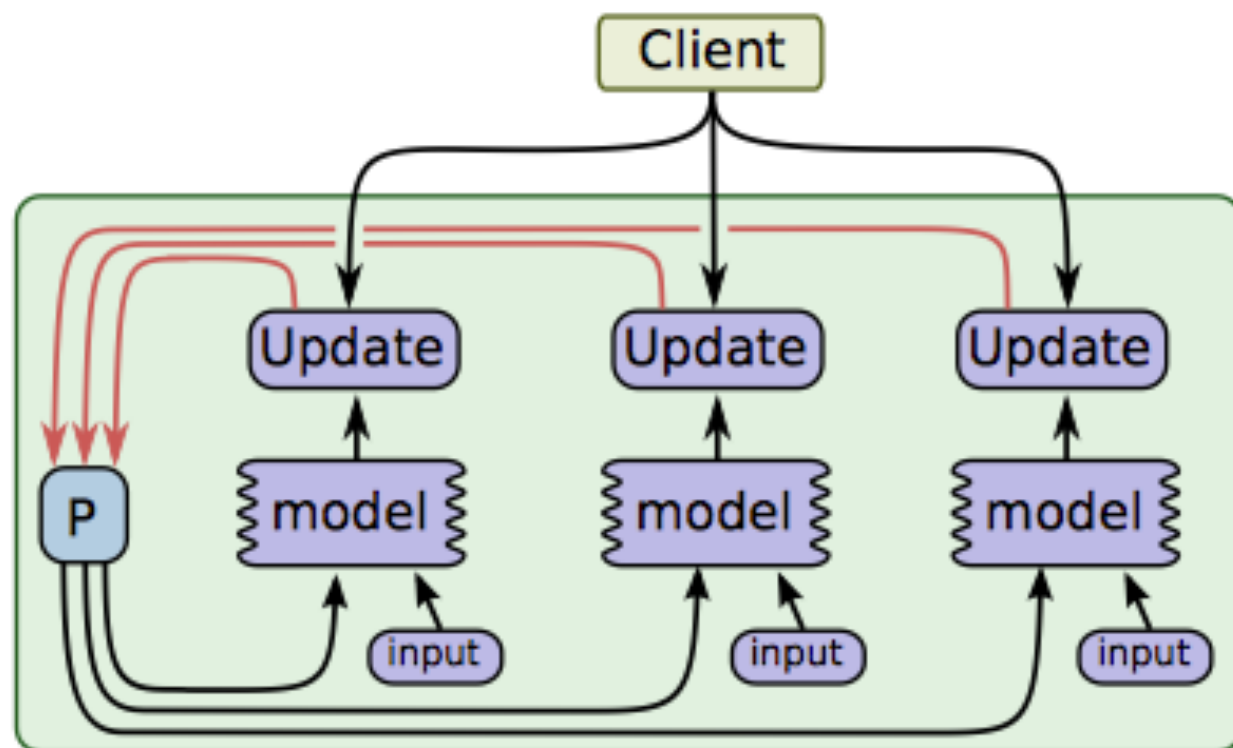 Client
Update
Update
Update
P
model
model
model
input
input
input